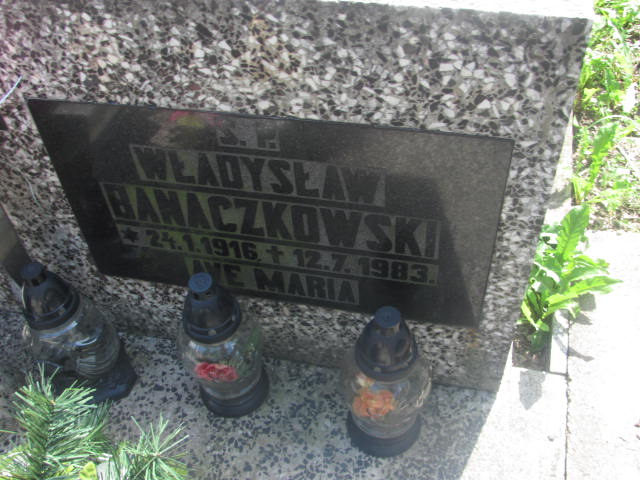 Ś. P.
WŁADYSŁAW
BANACZKOWSKI
* 24.1.1916 + 12.7.1983.
AVE MARIA